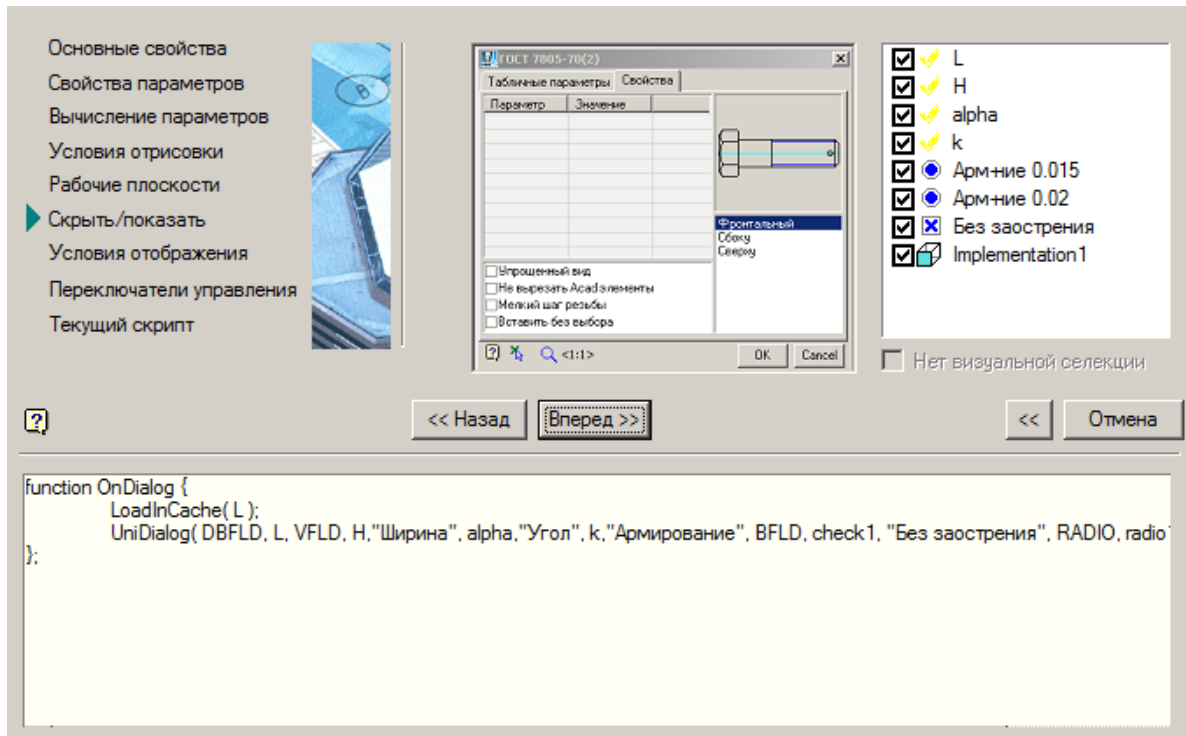 Основные свойства
Свойства параметров
Вычисление параметров
Условия отрисовки
Рабочие плоскости
Скрыть/показать
Условия отображения
Переключатели управления
Текущий скрипт
ГОСТ 7805-70(2)
Табличные параметры Свойства
Параметр Значение
Фронтальный
Сбоку
Сверху
Упрощенный вид
Не вырезать Acad элементы
Мелкий шаг резьбы
Вставить без выбора
<1:1>
OK Cancel
L
H
alpha
k
Арм-ние 0.015
Арм-ние 0.02
Без заострения
Implementation1
Нет визуальной селекции
<< Назад Вперед >> << Отмена
function OnDialog {
LoadInCache( L );
UniDialog( DBFLD, L, VFLD, H,"Ширина", alpha,"Угол", k,"Армирование", BFLD, check1, "Без заострения", RADIO, radio
};